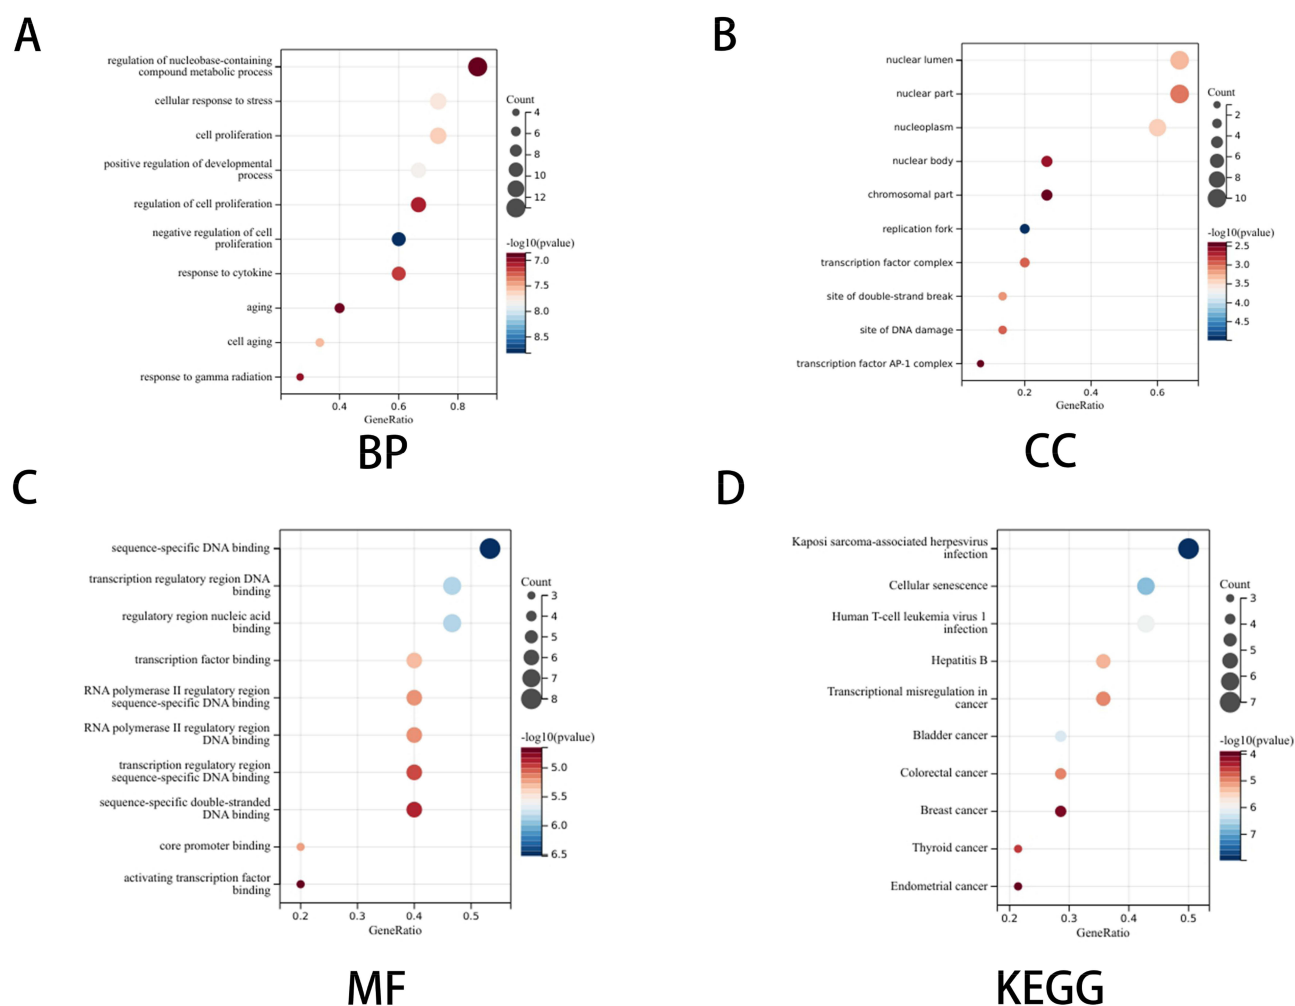 A
regulation of nucleobase-containing
compound metabolic process
cellular response to stress
cell proliferation
positive regulation of developmental
process
regulation of cell proliferation
negative regulation of cell
proliferation
response to cytokine
aging
cell aging
response to gamma radiation
0.4 0.6 0.8
GeneRatio
Count
4
6
8
10
12
-log10(pvalue)
7.0
7.5
8.0
8.5
BP
B
nuclear lumen
nuclear part
nucleoplasm
nuclear body
chromosomal part
replication fork
transcription factor complex
site of double-strand break
site of DNA damage
transcription factor AP-1 complex
0.2 0.4 0.6
GeneRatio
Count
2
4
6
8
10
-log10(pvalue)
2.5
3.0
3.5
4.0
4.5
CC
C
sequence-specific DNA binding
transcription regulatory region DNA
binding
regulatory region nucleic acid
binding
transcription factor binding
RNA polymerase II regulatory region
sequence-specific DNA binding
RNA polymerase II regulatory region
DNA binding
transcription regulatory region
sequence-specific DNA binding
sequence-specific double-stranded
DNA binding
core promoter binding
activating transcription factor
binding
0.2 0.3 0.4 0.5
GeneRatio
Count
3
4
5
6
7
8
-log10(pvalue)
5.0
5.5
6.0
6.5
MF
D
Kaposi sarcoma-associated herpesvirus
infection
Cellular senescence
Human T-cell leukemia virus 1
infection
Hepatitis B
Transcriptional misregulation in
cancer
Bladder cancer
Colorectal cancer
Breast cancer
Thyroid cancer
Endometrial cancer
0.2 0.3 0.4 0.5
GeneRatio
Count
3
4
5
6
7
-log10(pvalue)
4
5
6
7
KEGG